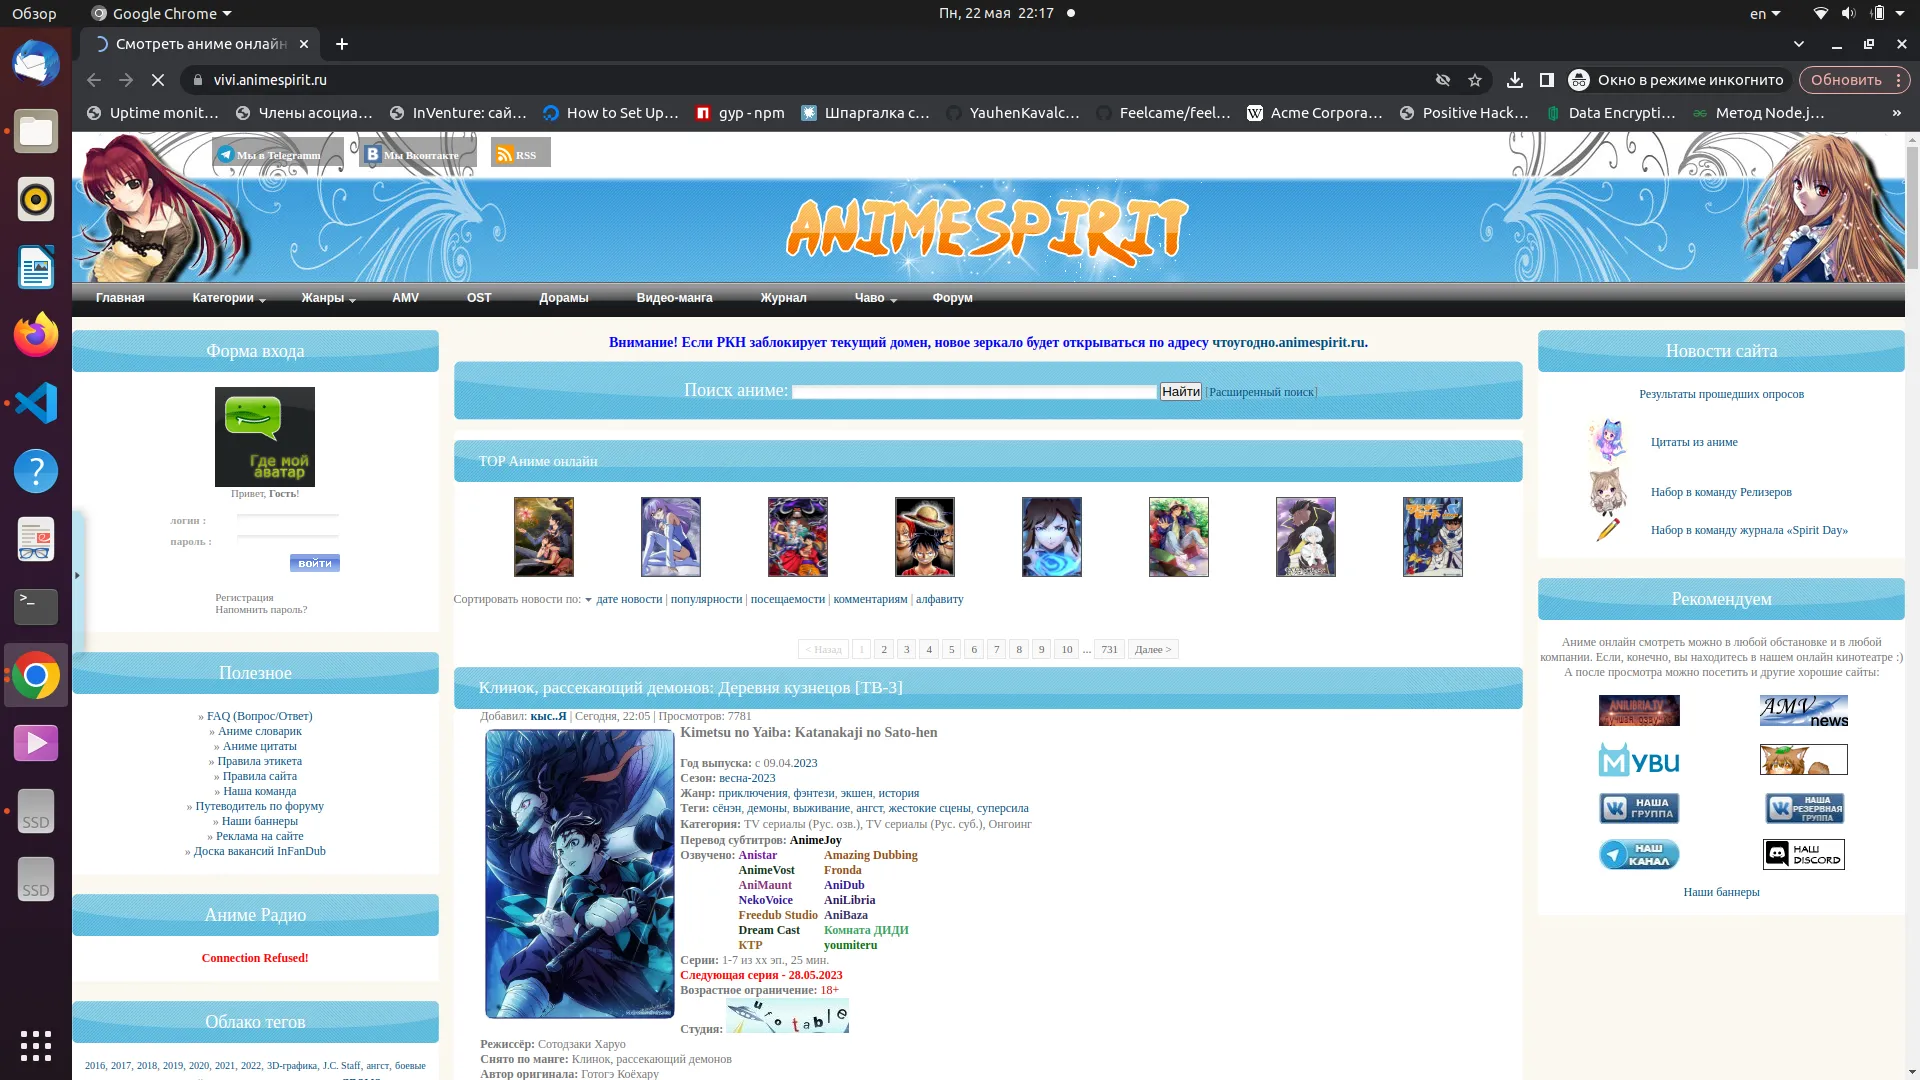 Обзор
Google Chrome
Пн, 22 мая 22:17
en
Смотреть аниме онлайн
vivi.animespirit.ru
Окно в режиме инкогнито
Обновить
Uptime monit…
Члены асоциа…
InVenture: сай…
How to Set Up…
gyp - npm
Шпаргалка с…
YauhenKavalc…
Feelcame/feel…
Acme Corpora…
Positive Hack…
Data Encrypti…
Метод Node.j…
»
Мы в Telegramm
Мы Вконтакте
RSS
ANIMESPIRIT
Главная
Категории
Жанры
AMV
OST
Дорамы
Видео-манга
Журнал
Чаво
Форум
Форма входа
Где мой аватар
Привет, Гость!
логин :
пароль :
войти
Регистрация
Напомнить пароль?
Полезное
» FAQ (Вопрос/Ответ)
» Аниме словарик
» Аниме цитаты
» Правила этикета
» Правила сайта
» Наша команда
» Путеводитель по форуму
» Наши баннеры
» Реклама на сайте
» Доска вакансий InFanDub
Аниме Радио
Connection Refused!
Облако тегов
2016, 2017, 2018, 2019, 2020, 2021, 2022, 3D-графика, J.C. Staff, ангст, боевые
Внимание! Если РКН заблокирует текущий домен, новое зеркало будет открываться по адресу чтоугодно.animespirit.ru.
Поиск аниме:
Найти
[Расширенный поиск]
TOP Аниме онлайн
Сортировать новости по: дате новости | популярности | посещаемости | комментариям | алфавиту
< Назад 1 2 3 4 5 6 7 8 9 10 ... 731 Далее >
Клинок, рассекающий демонов: Деревня кузнецов [ТВ-3]
Добавил: кыс..Я | Сегодня, 22:05 | Просмотров: 7781
Kimetsu no Yaiba: Katanakaji no Sato-hen
Год выпуска: с 09.04.2023
Сезон: весна-2023
Жанр: приключения, фэнтези, экшен, история
Теги: сёнэн, демоны, выживание, ангст, жестокие сцены, суперсила
Категория: TV сериалы (Рус. озв.), TV сериалы (Рус. суб.), Онгоинг
Перевод субтитров: AnimeJoy
Озвучено: Anistar Amazing Dubbing
AnimeVost Fronda
AniMaunt AniDub
NekoVoice AniLibria
Freedub Studio AniBaza
Dream Cast Комната ДИДИ
КТР youmiteru
Серии: 1-7 из xx эп., 25 мин.
Следующая серия - 28.05.2023
Возрастное ограничение: 18+
Студия: ufotable
Режиссёр: Сотодзаки Харуо
Снято по манге: Клинок, рассекающий демонов
Автор оригинала: Готогэ Коёхару
Новости сайта
Результаты прошедших опросов
Цитаты из аниме
Набор в команду Релизеров
Набор в команду журнала «Spirit Day»
Рекомендуем
Аниме онлайн смотреть можно в любой обстановке и в любой
компании. Если, конечно, вы находитесь в нашем онлайн кинотеатре :)
А после просмотра можно посетить и другие хорошие сайты:
ANILIBRIA.TV
AMV news
МУВИ
НАША ГРУППА
НАША РЕЗЕРВНАЯ ГРУППА
НАШ КАНАЛ
НАШ DISCORD
Наши баннеры
SSD
SSD